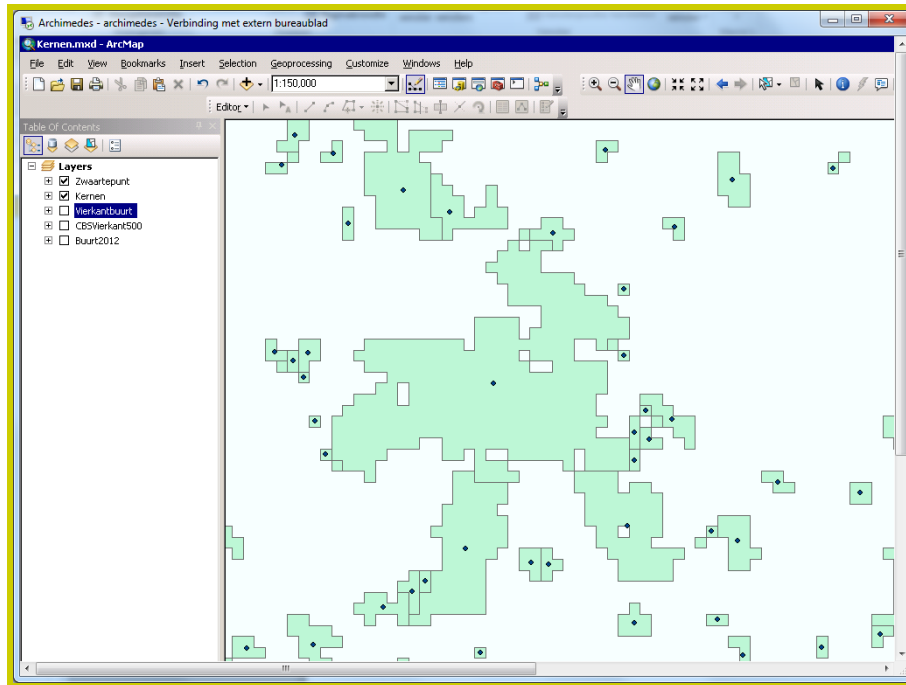 Archimedes - archimedes - Verbinding met extern bureaublad
Kernen.mxd - ArcMap
File Edit View Bookmarks Insert Selection Geoprocessing Customize Windows Help
1:150,000
Editor
Table Of Contents
Layers
Zwaartepunt
Kernen
Vierkantbuurt
CBSVierkant500
Buurt2012